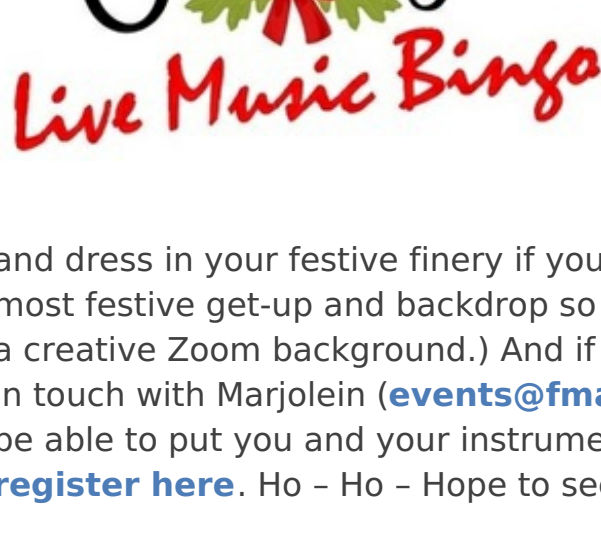 Live Music Bingo
and dress in your festive finery if you
most festive get-up and backdrop so
a creative Zoom background.) And if
n touch with Marjolein (events@fma
be able to put you and your instrume
register here. Ho – Ho – Hope to see